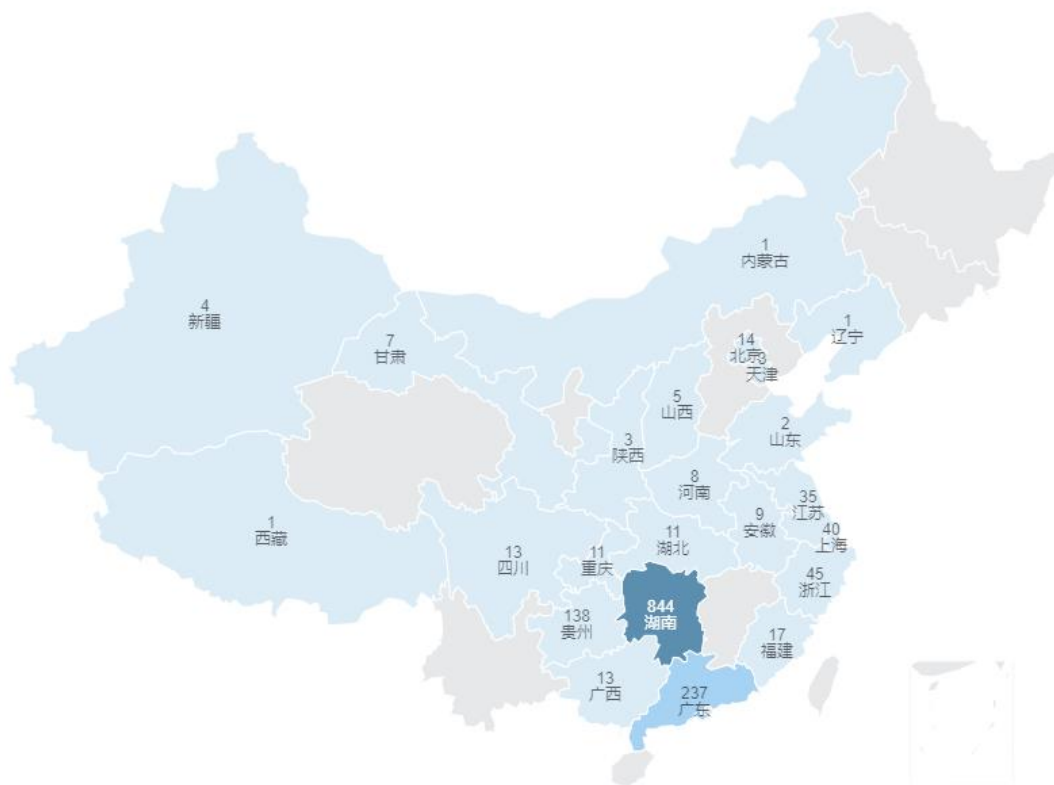 1
内蒙古
4
新疆
1
辽宁
7
甘肃
14
北京
3
天津
5
山西
2
山东
3
陕西
8
河南
35
江苏
9
安徽
40
上海
1
西藏
13
四川
11
重庆
11
湖北
45
浙江
844
湖南
138
贵州
17
福建
13
广西
237
广东